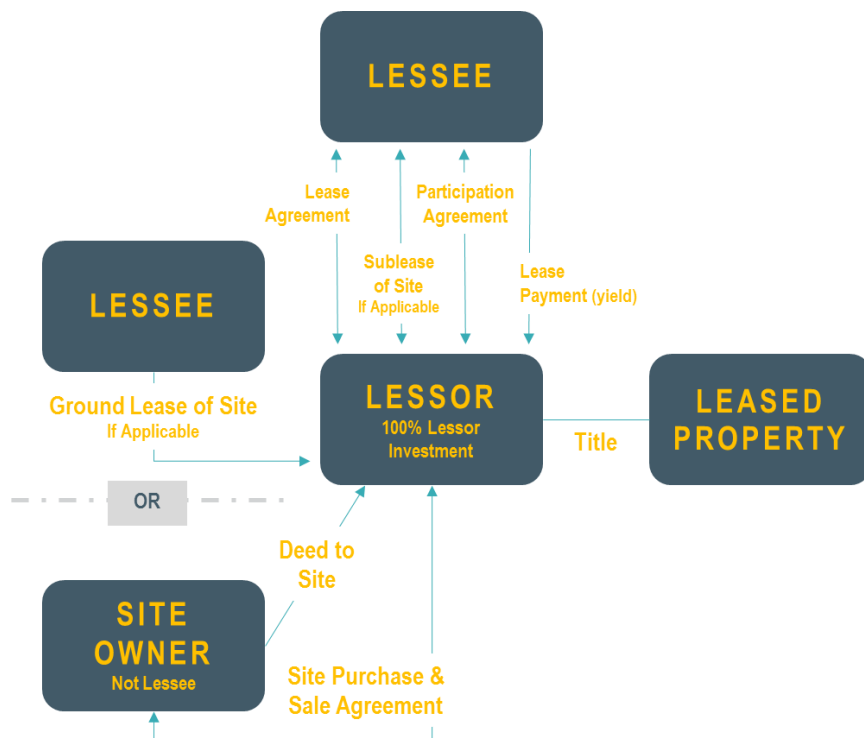 LESSEE
Lease
Agreement
Participation
Agreement
Sublease
of Site
If Applicable
Lease
Payment (yield)
LESSEE
Ground Lease of Site
If Applicable
LESSOR
100% Lessor
Investment
Title
LEASED
PROPERTY
OR
Deed to
Site
SITE
OWNER
Not Lessee
Site Purchase &
Sale Agreement